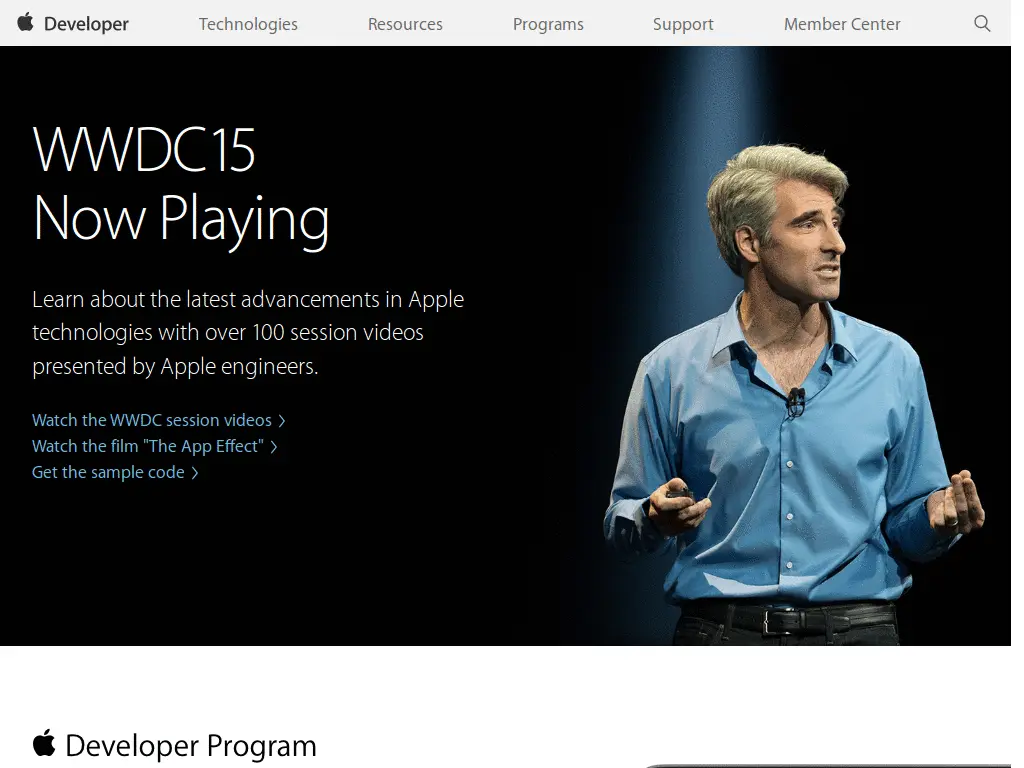 Developer
Technologies
Resources
Programs
Support
Member Center
WWDC15
Now Playing
Learn about the latest advancements in Apple
technologies with over 100 session videos
presented by Apple engineers.
Watch the WWDC session videos
Watch the film "The App Effect"
Get the sample code
Developer Program